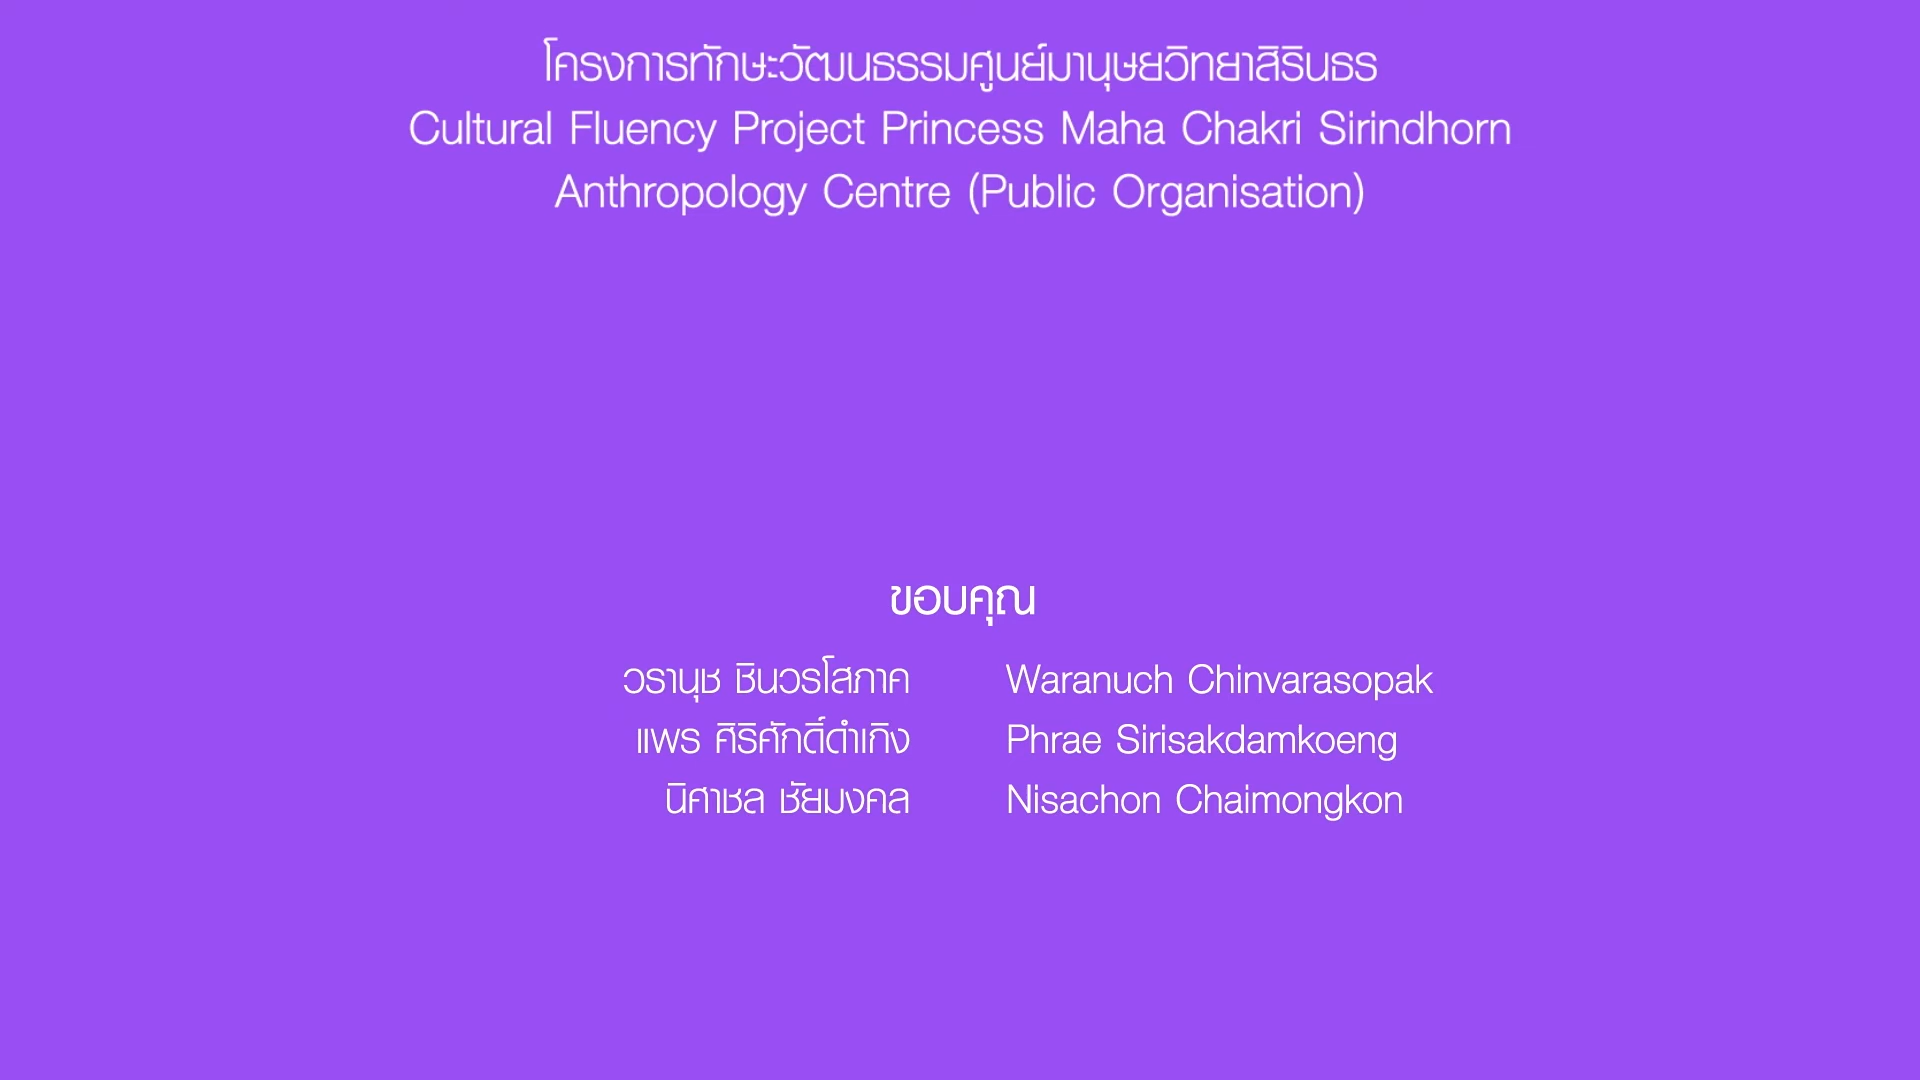 โครงการทักษะวัฒนธรรมศูนย์มานุษยวิทยาสิรินธร
Cultural Fluency Project Princess Maha Chakri Sirindhorn
Anthropology Centre (Public Organisation)
ขอบคุณ
วรานุช ชินวรโสภาค Waranuch Chinvarasopak
แพร ศิริศักดิ์ดำเกิง Phrae Sirisakdamkoeng
นิศาชล ชัยมงคล Nisachon Chaimongkon